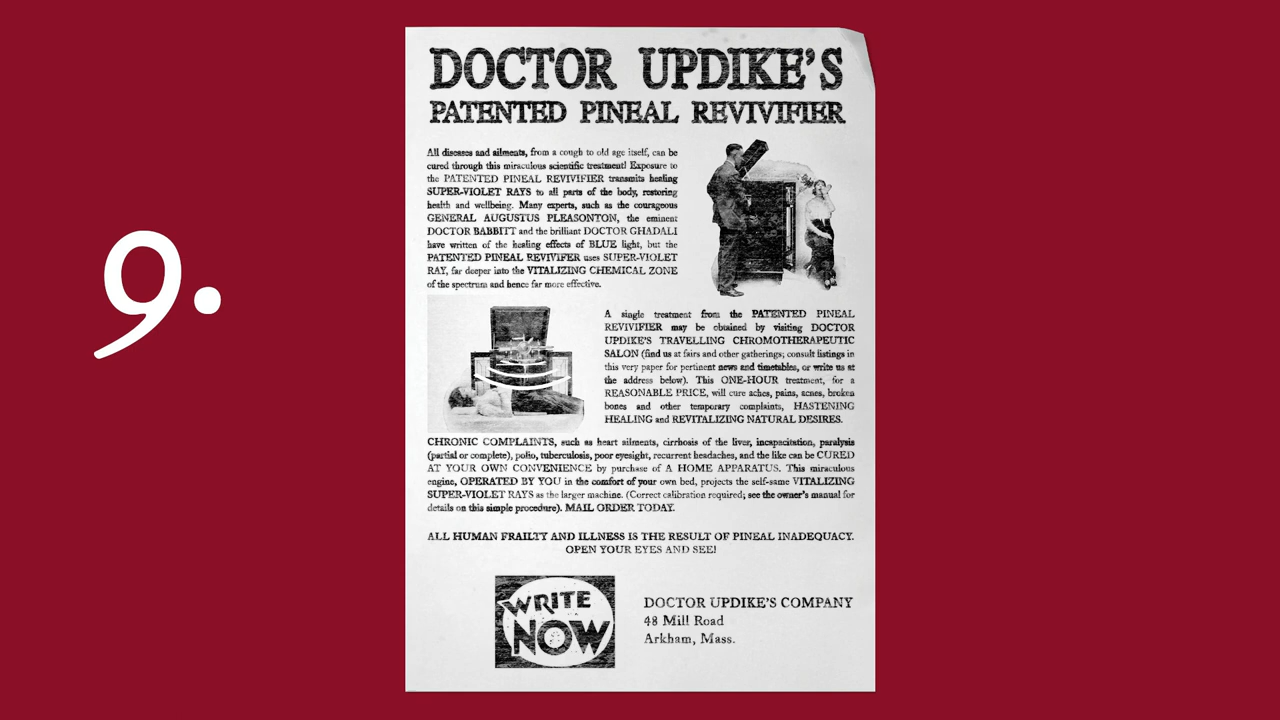 9.
DOCTOR UPDIKE'S
PATENTED PINEAL REVIVIFIER
All diseases and ailments, from a cough to old age itself, can be
cured through this miraculous scientific treatment! Exposure to
the PATENTED PINEAL REVIVIFIER transmits healing
SUPER-VIOLET RAYS to all parts of the body, restoring
health and wellbeing. Many experts, such as the courageous
GENERAL AUGUSTUS PLEASONTON, the eminent
DOCTOR BABBITT and the brilliant DOCTOR GHADALI
have written of the healing effects of BLUE light, but the
PATENTED PINEAL REVIVIFER uses SUPER-VIOLET
RAY, far deeper into the VITALIZING CHEMICAL ZONE
of the spectrum and hence far more effective.
A single treatment from the PATENTED PINEAL
REVIVIFIER may be obtained by visiting DOCTOR
UPDIKE'S TRAVELLING CHROMOTHERAPEUTIC
SALON (find us at fairs and other gatherings; consult listings in
this very paper for pertinent news and timetables, or write us at
the address below). This ONE-HOUR treatment, for a
REASONABLE PRICE, will cure aches, pains, acnes, broken
bones and other temporary complaints, HASTENING
HEALING and REVITALIZING NATURAL DESIRES.
CHRONIC COMPLAINTS, such as heart ailments, cirrhosis of the liver, incapacitation, paralysis
(partial or complete), polio, tuberculosis, poor eyesight, recurrent headaches, and the like can be CURED
AT YOUR OWN CONVENIENCE by purchase of A HOME APPARATUS. This miraculous
engine, OPERATED BY YOU in the comfort of your own bed, projects the self-same VITALIZING
SUPER-VIOLET RAYS as the larger machine. (Correct calibration required; see the owner's manual for
details on this simple procedure). MAIL ORDER TODAY.
ALL HUMAN FRAILTY AND ILLNESS IS THE RESULT OF PINEAL INADEQUACY.
OPEN YOUR EYES AND SEE!
WRITE
NOW
DOCTOR UPDIKE'S COMPANY
48 Mill Road
Arkham, Mass.